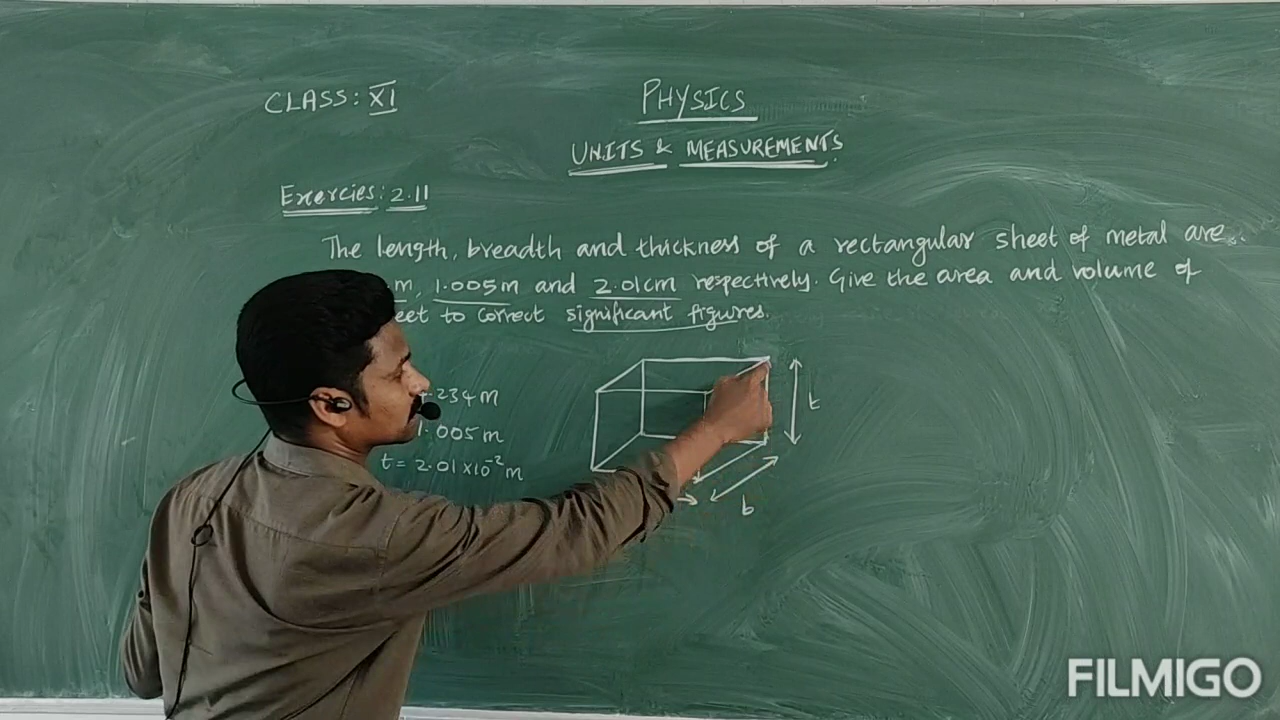 CLASS: XI
PHYSICS
UNITS & MEASUREMENTS
Exercies: 2.11
The length, breadth and thickness of a rectangular sheet of metal are
m, 1.005m and 2.01cm respectively. Give the area and volume of
eet to correct significant figures.
.234 m
1.005 m
t = 2.01 x10⁻² m
t
b
FILMIGO